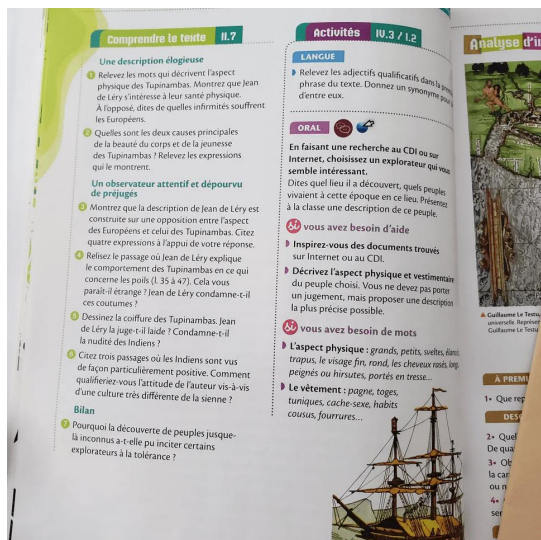 Comprendre le texte II.7
Une description élogieuse
1 Relevez les mots qui décrivent l'aspect
physique des Tupinambas. Montrez que Jean
de Léry s'intéresse à leur santé physique.
À l'opposé, dites de quelles infirmités souffrent
les Européens.
2 Quelles sont les deux causes principales
de la beauté du corps et de la jeunesse
des Tupinambas ? Relevez les expressions
qui le montrent.
Un observateur attentif et dépourvu
de préjugés
3 Montrez que la description de Jean de Léry est
construite sur une opposition entre l'aspect
des Européens et celui des Tupinambas. Citez
quatre expressions à l'appui de votre réponse.
4 Relisez le passage où Jean de Léry explique
le comportement des Tupinambas en ce qui
concerne les poils (l. 35 à 47). Cela vous
paraît-il étrange ? Jean de Léry condamne-t-il
ces coutumes ?
5 Dessinez la coiffure des Tupinambas. Jean
de Léry la juge-t-il laide ? Condamne-t-il
la nudité des Indiens ?
6 Citez trois passages où les Indiens sont vus
de façon particulièrement positive. Comment
qualifieriez-vous l'attitude de l'auteur vis-à-vis
d'une culture très différente de la sienne ?
Bilan
7 Pourquoi la découverte de peuples jusque-
là inconnus a-t-elle pu inciter certains
explorateurs à la tolérance ?
Activités IV.3 / I.2
LANGUE
Relevez les adjectifs qualificatifs dans la
phrase du texte. Donnez un synonyme pour
d'entre eux.
ORAL
En faisant une recherche au CDI ou sur
Internet, choisissez un explorateur qui vous
semble intéressant.
Dites quel lieu il a découvert, quels peuples
vivaient à cette époque en ce lieu. Présentez
à la classe une description de ce peuple.
si vous avez besoin d'aide
Inspirez-vous des documents trouvés
sur Internet ou au CDI.
Décrivez l'aspect physique et vestimentaire
du peuple choisi. Vous ne devez pas porter
un jugement, mais proposer une description
la plus précise possible.
si vous avez besoin de mots
L'aspect physique : grands, petits, sveltes, élancés,
trapus, le visage fin, rond, les cheveux rasés, longs,
peignés ou hirsutes, portés en tresse...
Le vêtement : pagne, toges,
tuniques, cache-sexe, habits
cousus, fourrures...
Analyse d'i
Guillaume Le Testu,
universelle. Représen
Guillaume Le Testu
À PREMI
1• Que rep
DES
2• Quel
De qua
3• Ob
la car
ou n
4•
ser